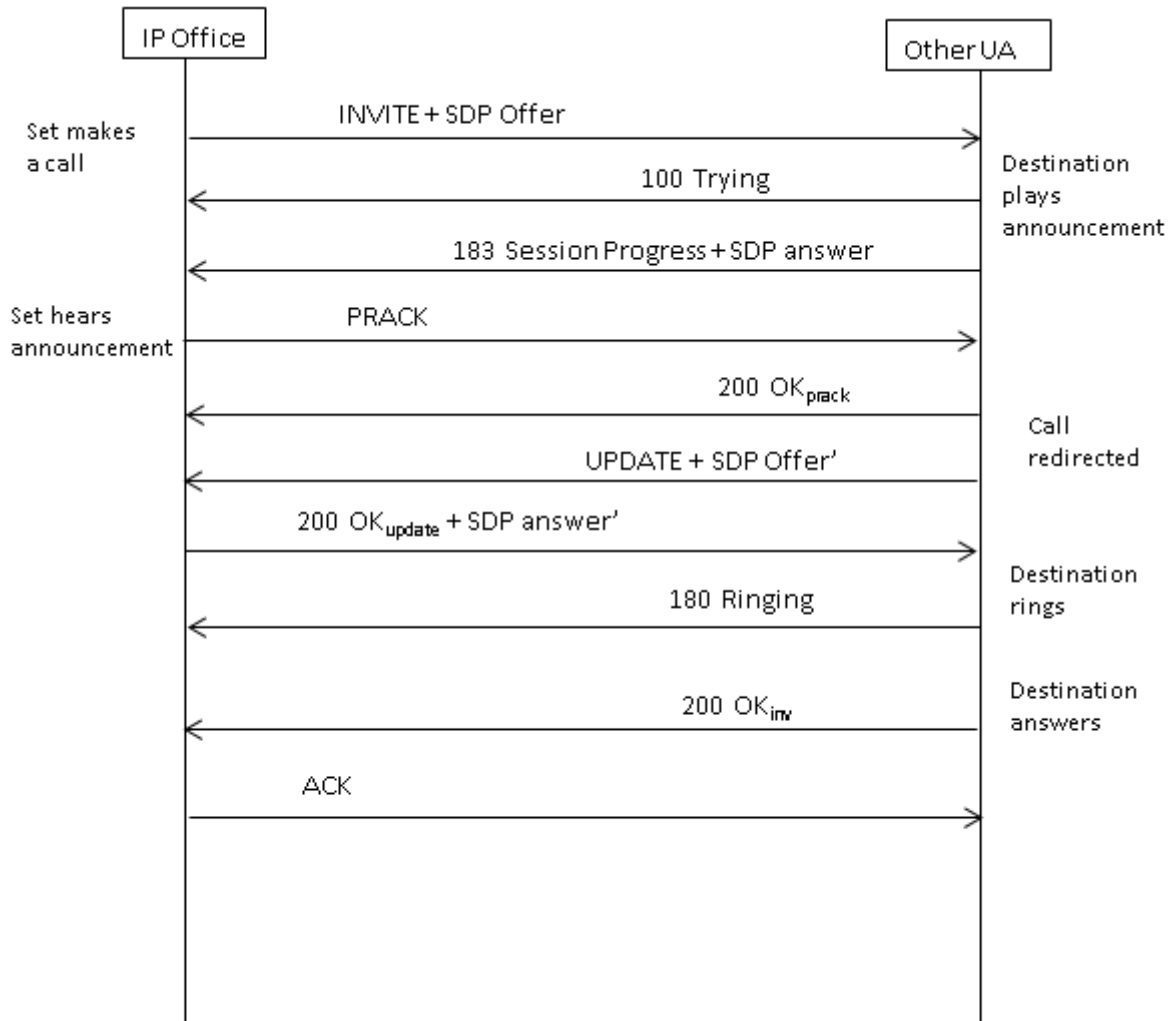 IP Office
Other UA
INVITE + SDP Offer
Set makes
a call
100 Trying
Destination
plays
announcement
183 Session Progress + SDP answer
Set hears
announcement
PRACK
200 OKprack
Call
redirected
UPDATE + SDP Offer’
200 OKupdate + SDP answer’
Destination
rings
180 Ringing
Destination
answers
200 OKinv
ACK